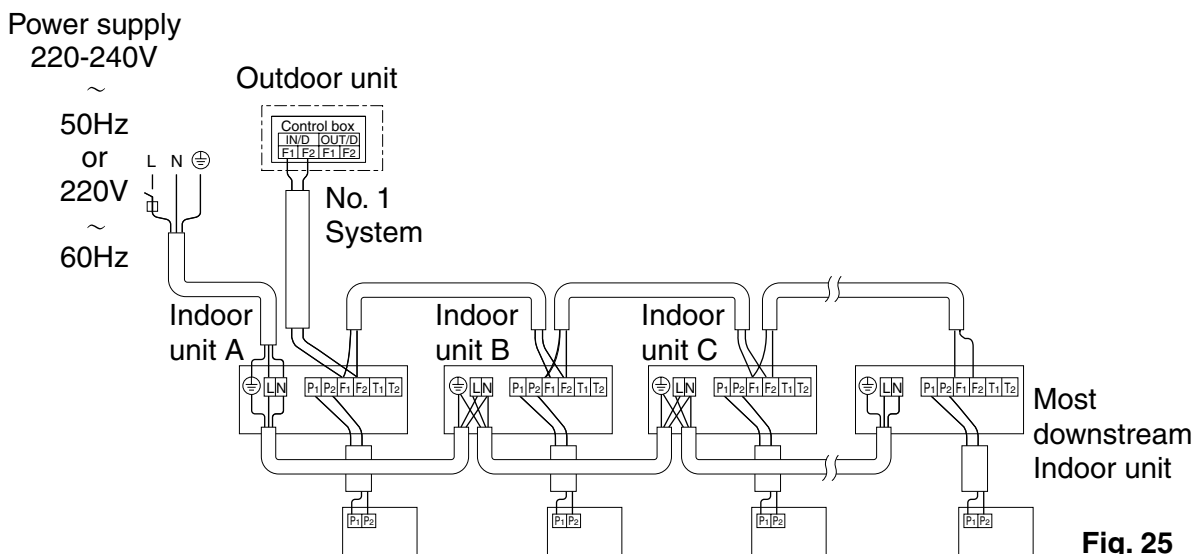 Power supply
220-240V
~
50Hz
or
220V
~
60Hz
L N
Outdoor unit
Control box
IN/D OUT/D
F1 F2 F1 F2
No. 1
System
Indoor
unit A
Indoor
unit B
Indoor
unit C
L N P1 P2 F1 F2 T1 T2
L N P1 P2 F1 F2 T1 T2
L N P1 P2 F1 F2 T1 T2
L N P1 P2 F1 F2 T1 T2
Most
downstream
Indoor unit
P1 P2
P1 P2
P1 P2
P1 P2
Fig. 25